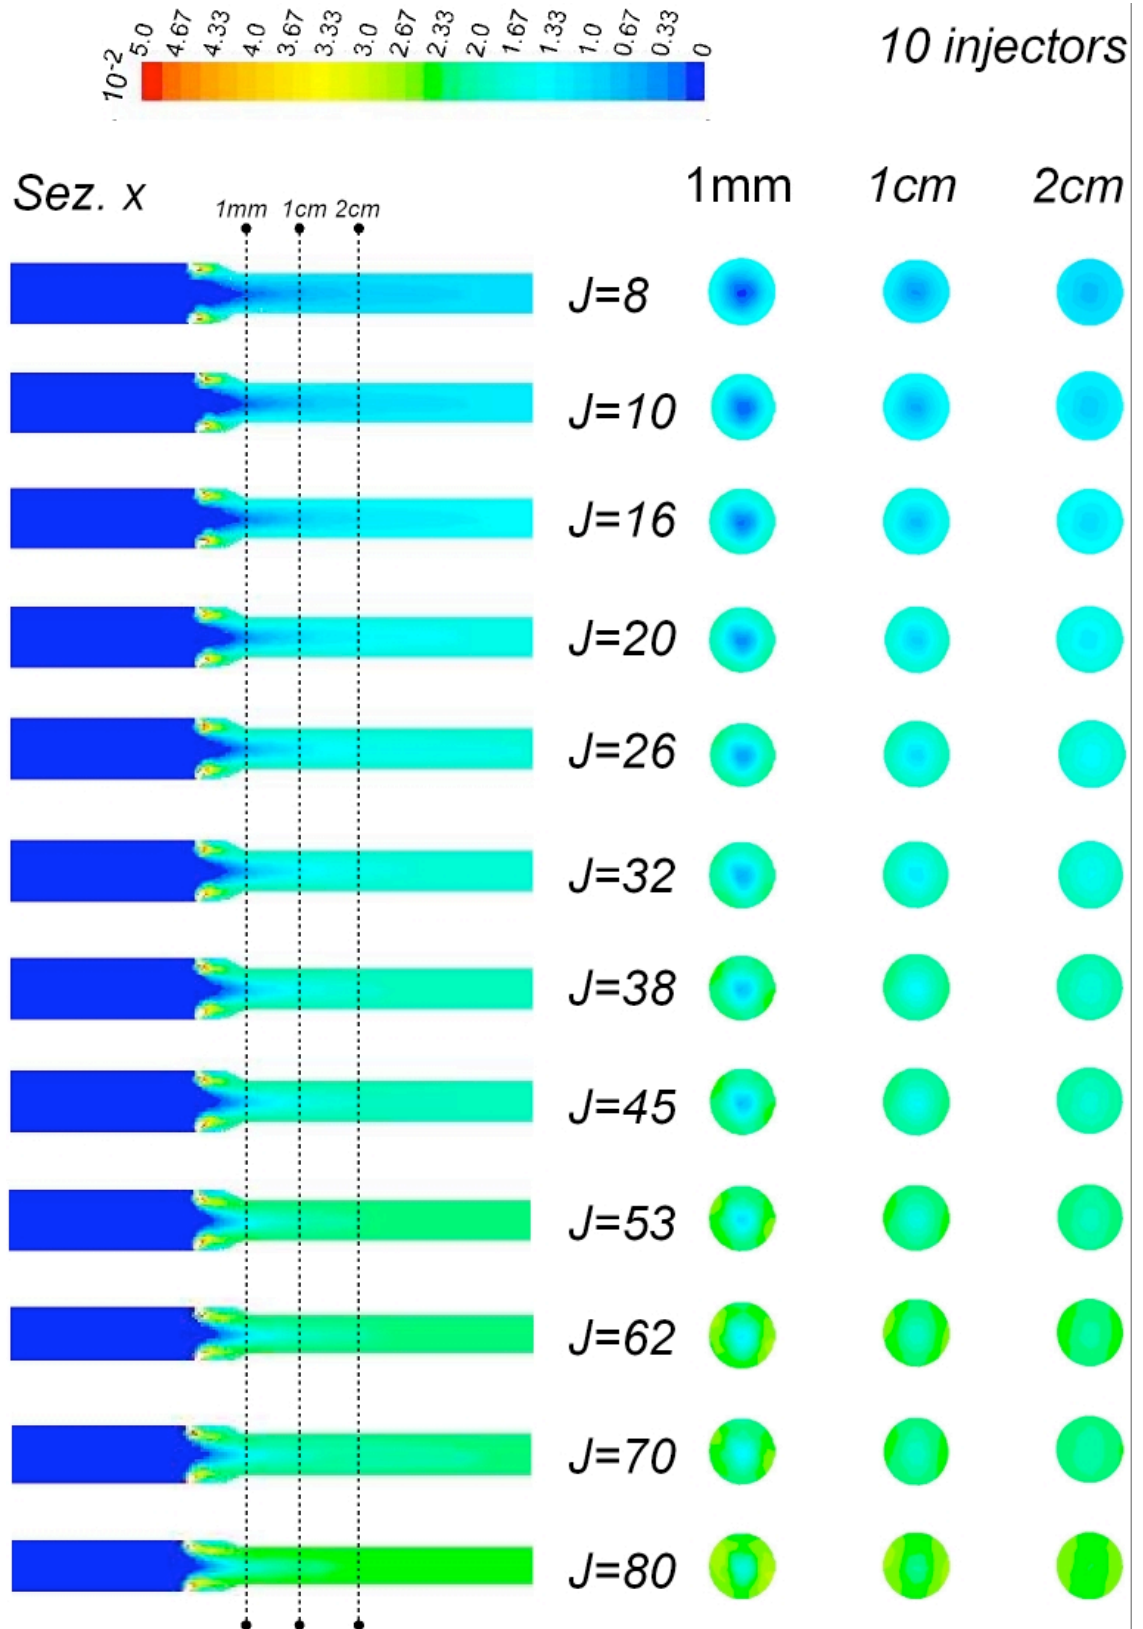 10⁻² 5.0 4.67 4.33 4.0 3.67 3.33 3.0 2.67 2.33 2.0 1.67 1.33 1.0 0.67 0.33 0
10 injectors
Sez. x
1mm 1cm 2cm
1mm 1cm 2cm
J=8
J=10
J=16
J=20
J=26
J=32
J=38
J=45
J=53
J=62
J=70
J=80